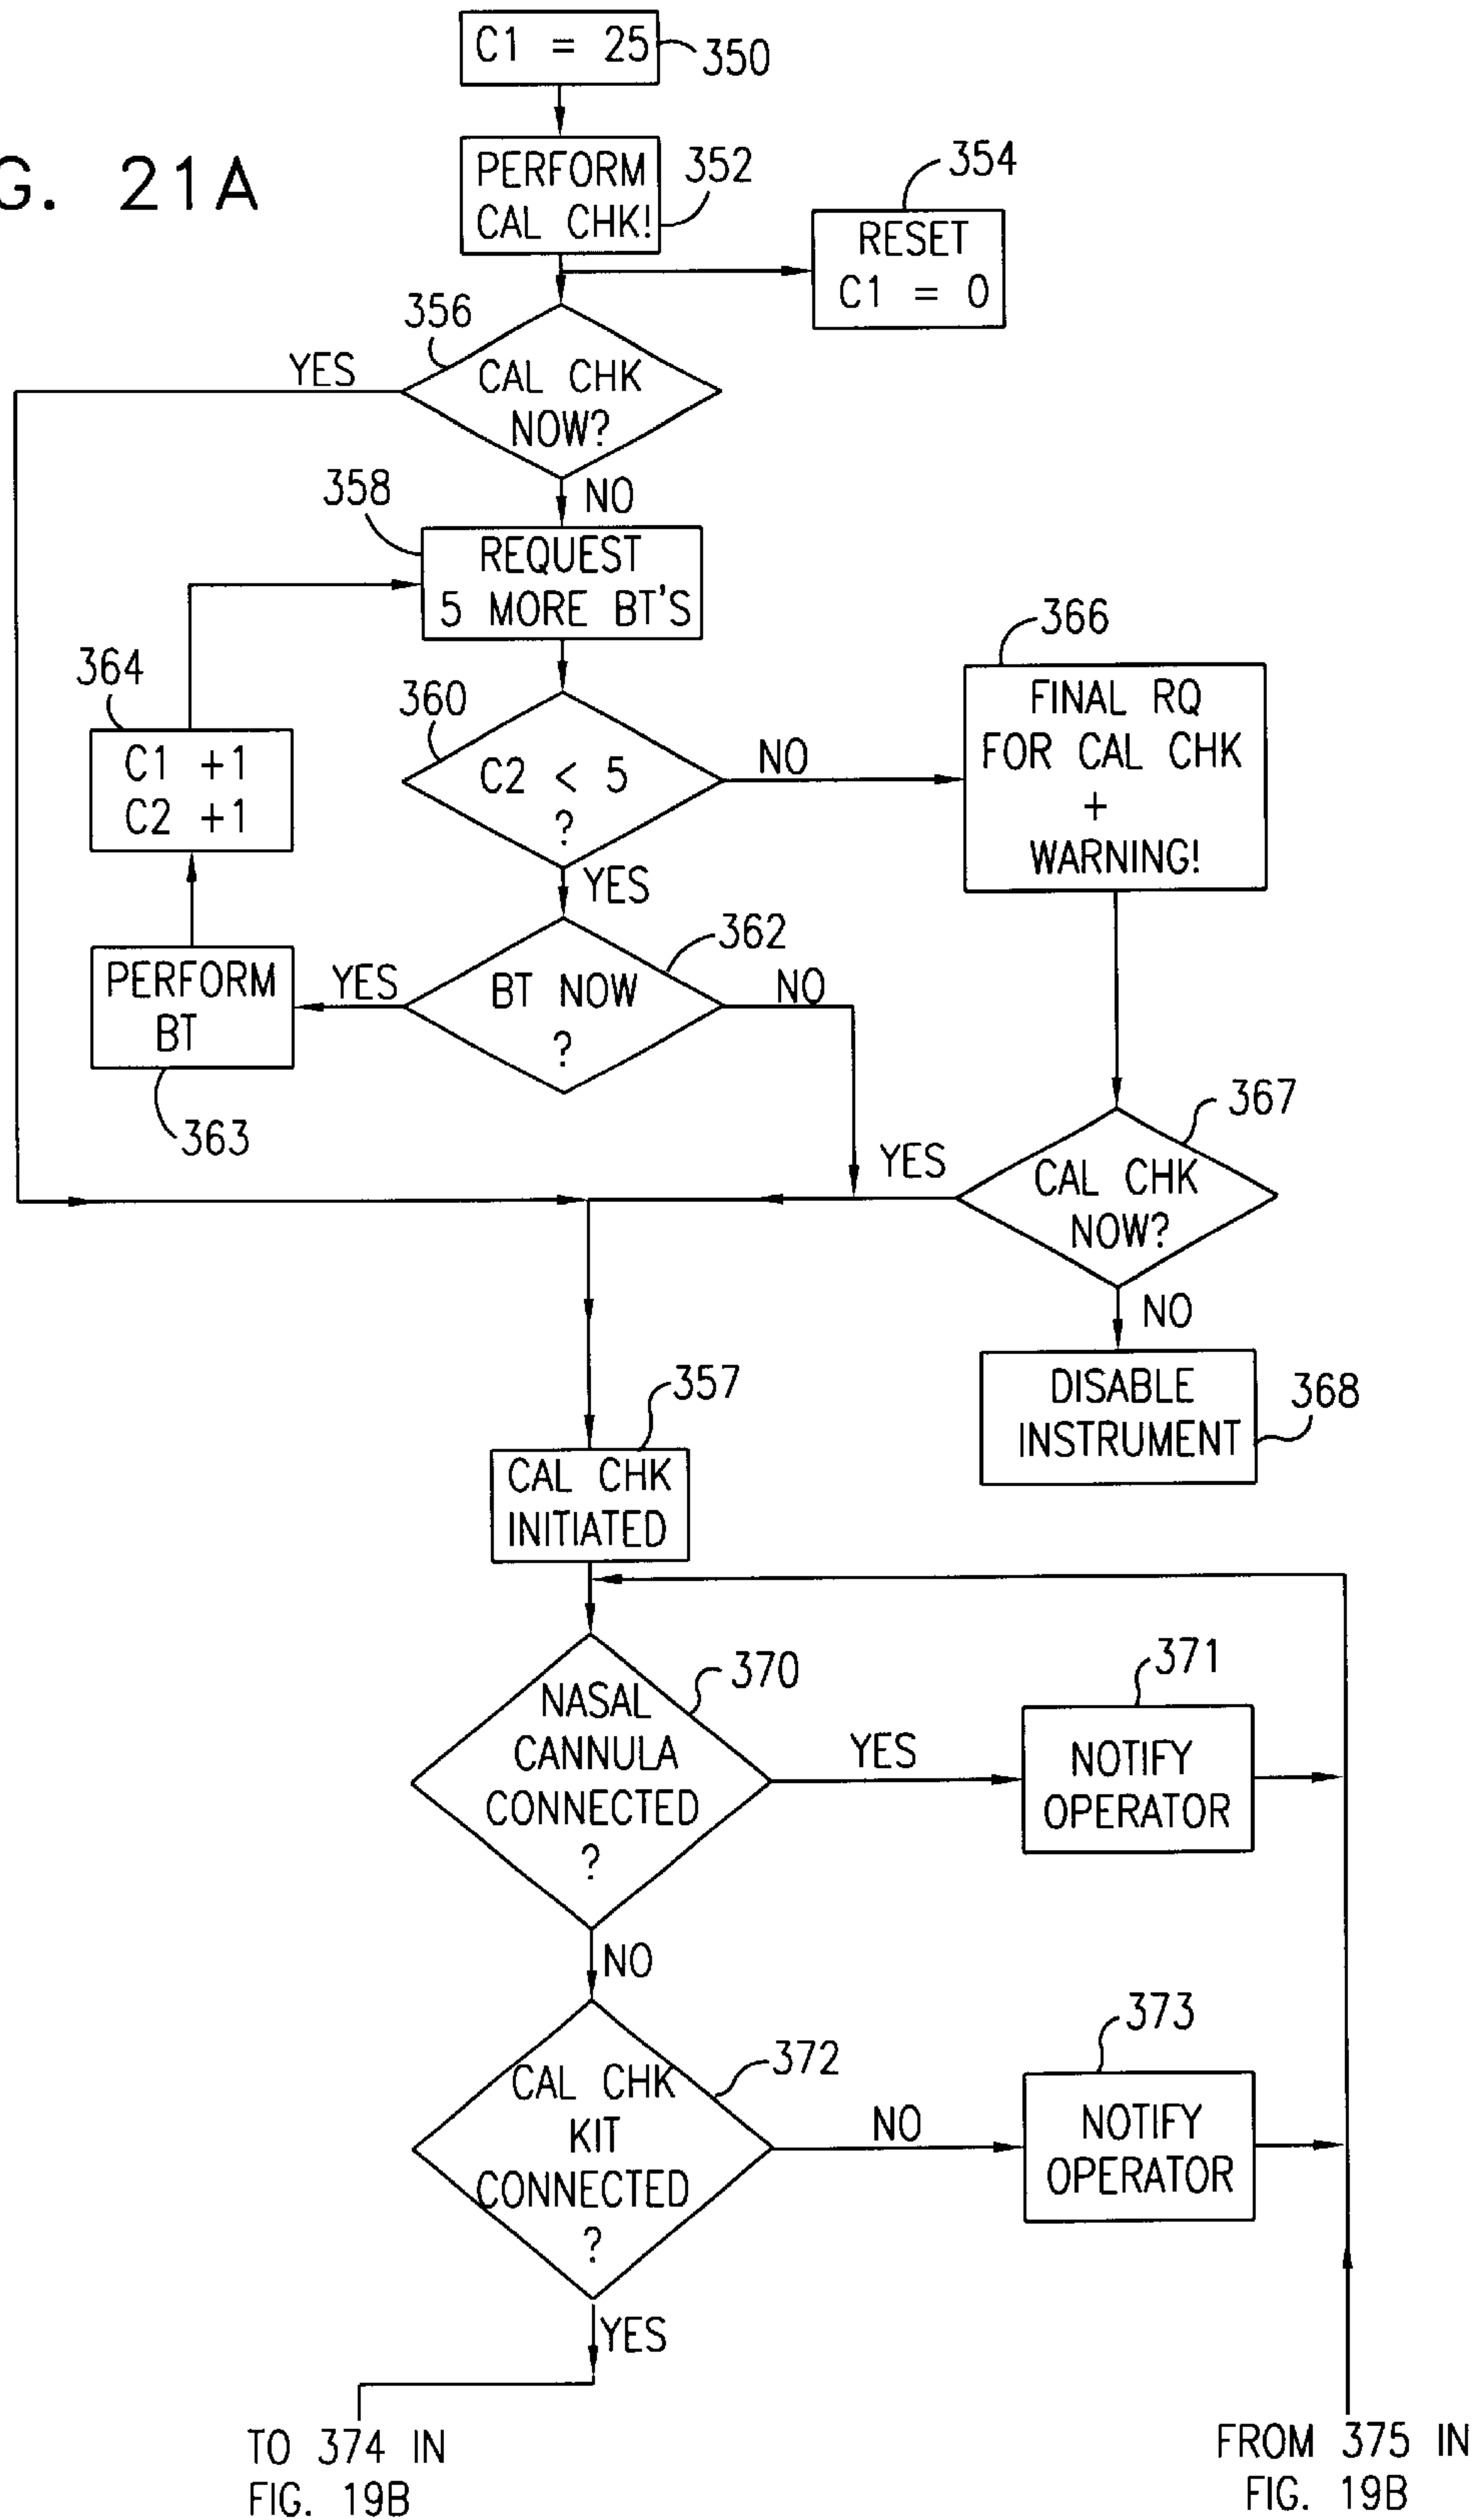 C1 = 25
350
G. 21A
PERFORM
CAL CHK!
352
354
RESET
C1 = 0
356
CAL CHK
NOW?
YES
NO
358
REQUEST
5 MORE BT'S
364
C1 +1
C2 +1
360
C2 < 5
?
NO
YES
366
FINAL RQ
FOR CAL CHK
+
WARNING!
362
BT NOW
?
YES
NO
PERFORM
BT
363
367
CAL CHK
NOW?
YES
NO
DISABLE
INSTRUMENT
368
357
CAL CHK
INITIATED
370
NASAL
CANNULA
CONNECTED
?
YES
371
NOTIFY
OPERATOR
NO
372
CAL CHK
KIT
CONNECTED
?
NO
373
NOTIFY
OPERATOR
YES
TO 374 IN
FIG. 19B
FROM 375 IN
FIG. 19B